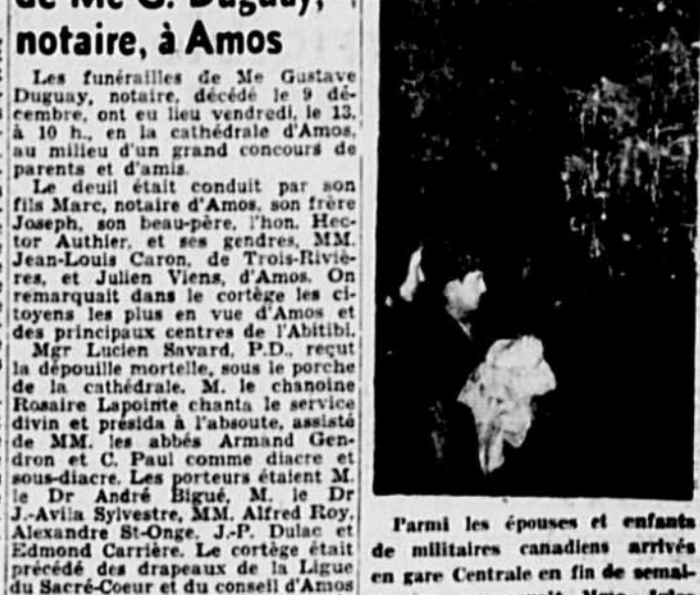 de Me G. Duguay,
notaire, à Amos
Les funérailles de Me Gustave
Duguay, notaire, décédé le 9 dé-
cembre, ont eu lieu vendredi, le 13,
à 10 h., en la cathédrale d'Amos,
au milieu d'un grand concours de
parents et d'amis.
Le deuil était conduit par son
fils Marc, notaire d'Amos, son frère
Joseph, son beau-père, l'hon. Hec-
tor Authier, et ses gendres, MM.
Jean-Louis Caron, de Trois-Riviè-
res, et Julien Viens, d'Amos. On
remarquait dans le cortège les ci-
toyens les plus en vue d'Amos et
des principaux centres de l'Abitibi.
Mgr Lucien Savard, P.D., reçut
la dépouille mortelle, sous le porche
de la cathédrale. M. le chanoine
Rosaire Lapointe chanta le service
divin et présida à l'absoute, assisté
de MM. les abbés Armand Gen-
dron et C. Paul comme diacre et
sous-diacre. Les porteurs étaient M.
le Dr André Bigué, M. le Dr
J.-Avila Sylvestre, MM. Alfred Roy,
Alexandre St-Onge, J.-P. Dulac et
Edmond Carrière. Le cortège était
précédé des drapeaux de la Ligue
du Sacré-Coeur et du conseil d'Amos
Parmi les épouses et enfants
de militaires canadiens arrivés
en gare Centrale en fin de semai-